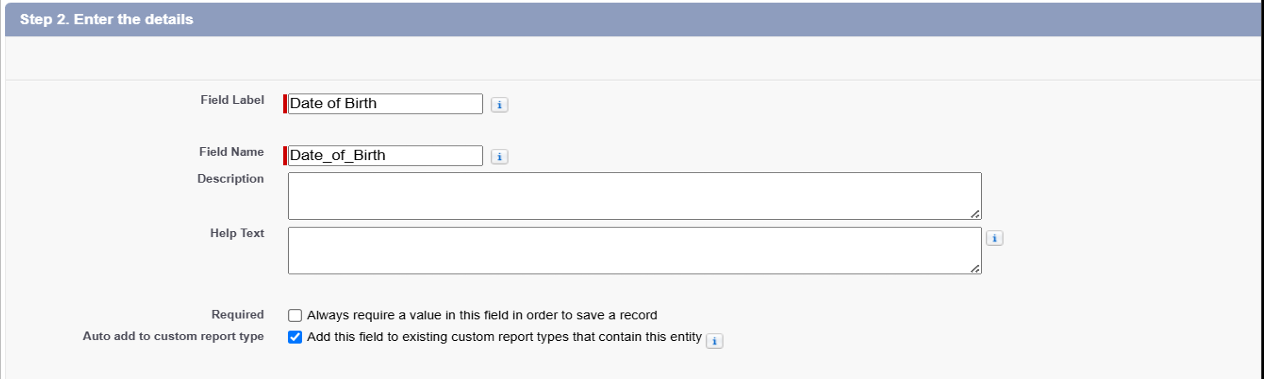 Step 2. Enter the details
Field Label Date of Birth i
Field Name Date_of_Birth i
Description
Help Text i
Required Always require a value in this field in order to save a record
Auto add to custom report type Add this field to existing custom report types that contain this entity i